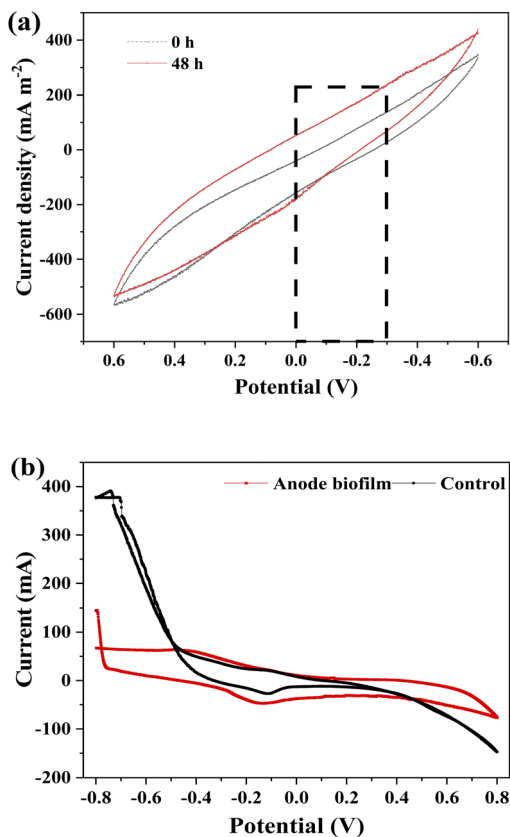 (a)
0 h
48 h
Current density (mA m⁻²)
400
200
0
-200
-400
-600
0.6 0.4 0.2 0.0 -0.2 -0.4 -0.6
Potential (V)
(b)
Anode biofilm Control
Current (mA)
400
300
200
100
0
-100
-200
-0.8 -0.6 -0.4 -0.2 0.0 0.2 0.4 0.6 0.8
Potential (V)